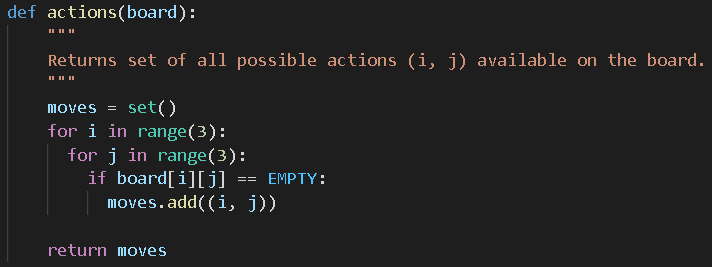 def actions(board):
    """
    Returns set of all possible actions (i, j) available on the board.
    """
    moves = set()
    for i in range(3):
      for j in range(3):
        if board[i][j] == EMPTY:
          moves.add((i, j))

    return moves